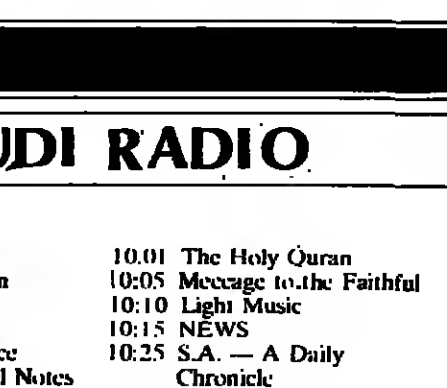 UDI RADIO
10.01 The Holy Quran
10:05 Meccage to the Faithful
10:10 Light Music
10:15 NEWS
10:25 S.A. — A Daily
Chronicle
Notes